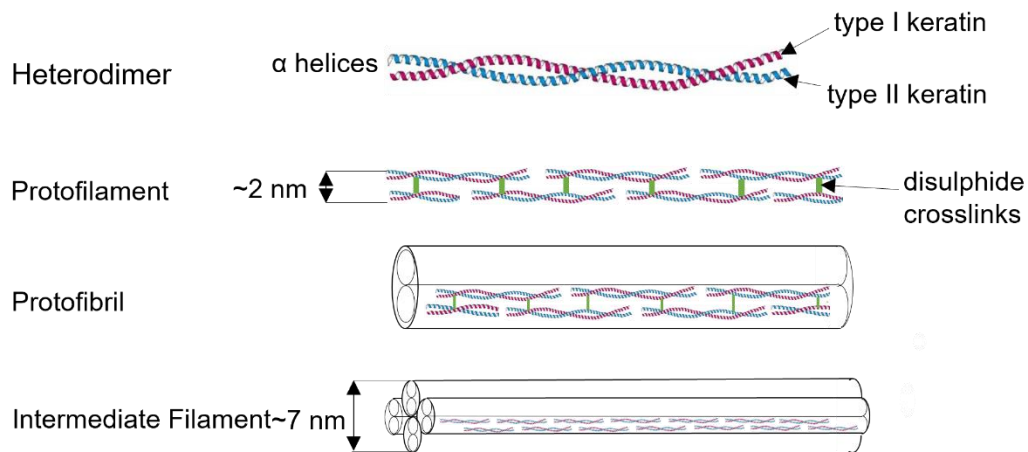 type I keratin
α helices
Heterodimer
type II keratin
Protofilament
~2 nm
disulphide
crosslinks
Protofibril
Intermediate Filament
~7 nm